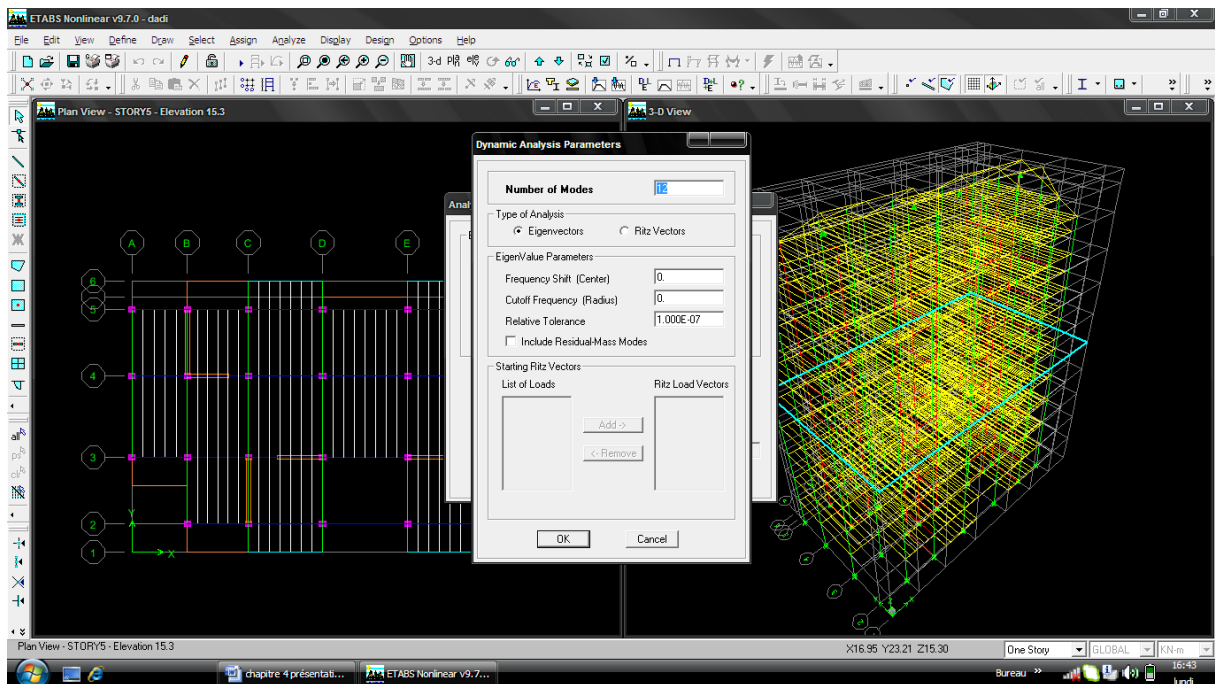 ETABS Nonlinear v9.7.0 - dadi
File Edit View Define Draw Select Assign Analyze Display Design Options Help
3-d
Plan View - STORY5 - Elevation 15.3
3-D View
Dynamic Analysis Parameters
Number of Modes 12
Anal
Type of Analysis
Eigenvectors Ritz Vectors
EigenValue Parameters
Frequency Shift (Center) 0.
Cutoff Frequency (Radius) 0.
Relative Tolerance 1.000E-07
Include Residual-Mass Modes
Starting Ritz Vectors
List of Loads Ritz Load Vectors
Add ->
<- Remove
OK Cancel
A B C D E
6
5
4
3
2
1
Y
X
all
ps
clr
Plan View - STORY5 - Elevation 15.3 X16.95 Y23.21 Z15.30 One Story GLOBAL KN-m
chapitre 4 présentati... ETABS Nonlinear v9.7... Bureau » 16:43
lundi